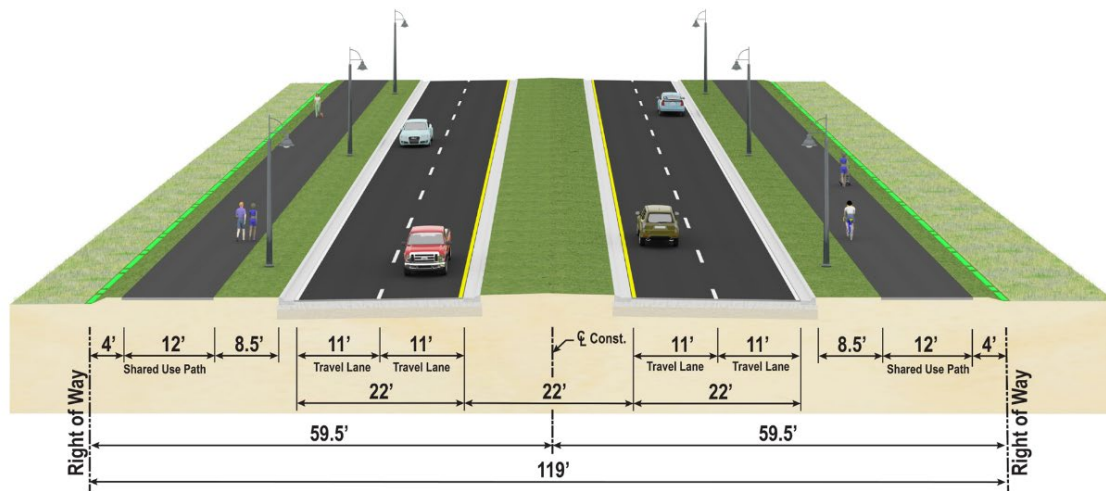 4' 12' 8.5' 11' 11' ℄ Const. 11' 11' 8.5' 12' 4'
Shared Use Path Travel Lane Travel Lane Travel Lane Travel Lane Shared Use Path
22' 22' 22'
Right of Way
Right of Way
59.5' 59.5'
119'